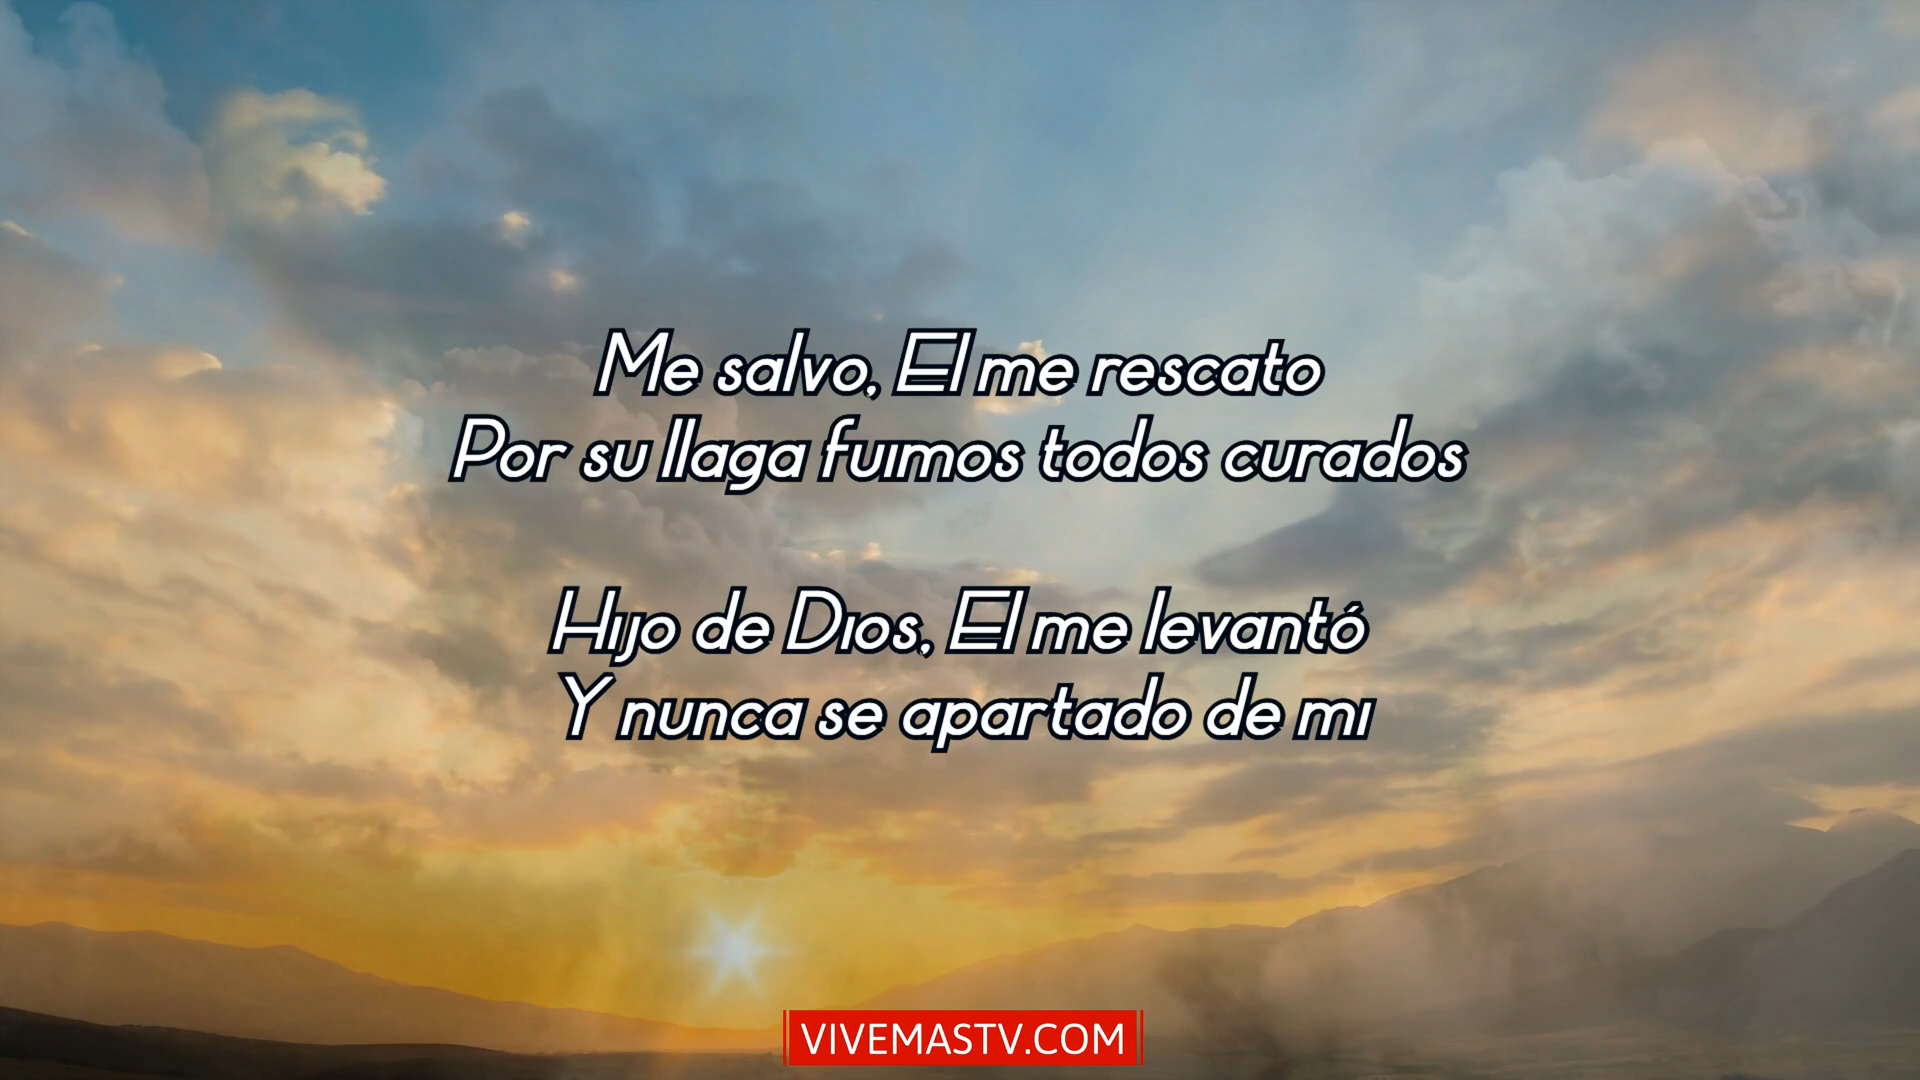 Me salvo, El me rescato
Por su llaga fuimos todos curados
Hijo de Dios, El me levantó
Y nunca se apartado de mi
VIVEMASTV.COM